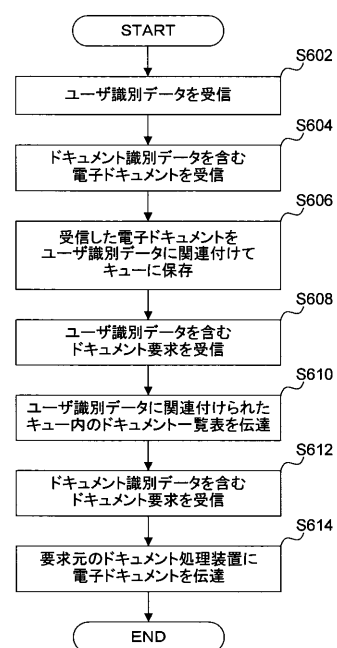 START
S602
ユーザ識別データを受信
S604
ドキュメント識別データを含む
電子ドキュメントを受信
S606
受信した電子ドキュメントを
ユーザ識別データに関連付けて
キューに保存
S608
ユーザ識別データを含む
ドキュメント要求を受信
S610
ユーザ識別データに関連付けられた
キュー内のドキュメント一覧表を伝達
S612
ドキュメント識別データを含む
ドキュメント要求を受信
S614
要求元のドキュメント処理装置に
電子ドキュメントを伝達
END